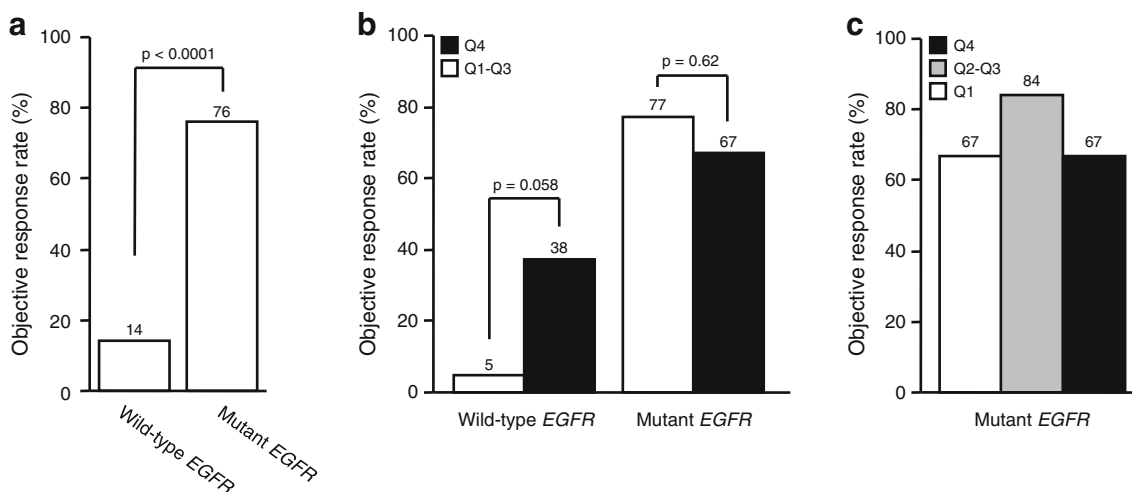 a
Objective response rate (%)
100
80
60
40
20
0
p < 0.0001
76
14
Wild-type EGFR
Mutant EGFR
b
Objective response rate (%)
100
80
60
40
20
0
Q4
Q1-Q3
p = 0.62
77
67
p = 0.058
38
5
Wild-type EGFR
Mutant EGFR
c
Objective response rate (%)
100
80
60
40
20
0
Q4
Q2-Q3
Q1
84
67
67
Mutant EGFR